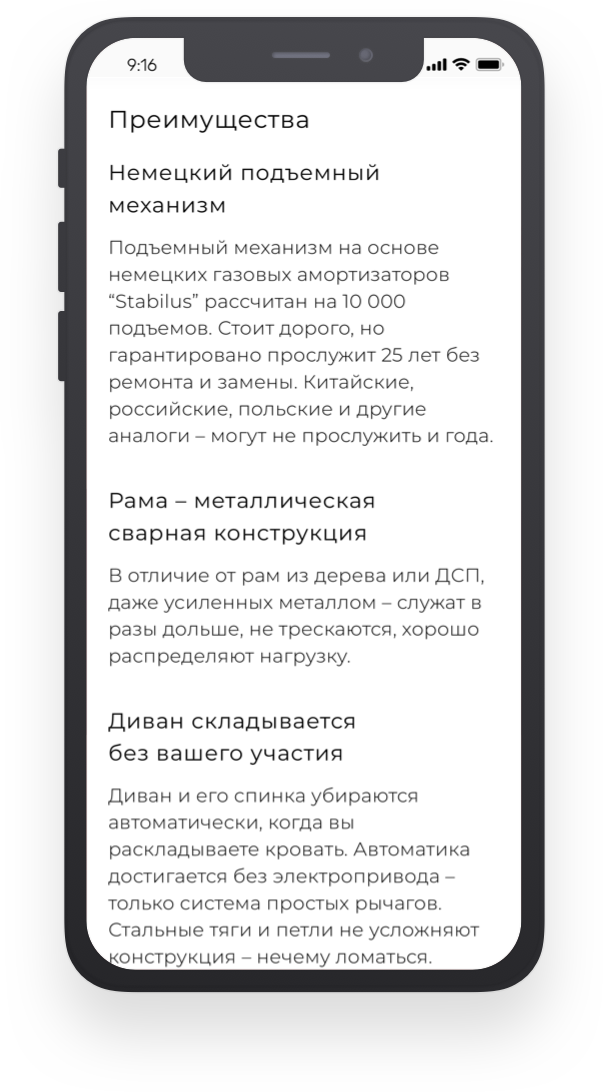 9:16
Преимущества
Немецкий подъемный
механизм
Подъемный механизм на основе
немецких газовых амортизаторов
“Stabilus” рассчитан на 10 000
подъемов. Стоит дорого, но
гарантировано прослужит 25 лет без
ремонта и замены. Китайские,
российские, польские и другие
аналоги – могут не прослужить и года.
Рама – металлическая
сварная конструкция
В отличие от рам из дерева или ДСП,
даже усиленных металлом – служат в
разы дольше, не трескаются, хорошо
распределяют нагрузку.
Диван складывается
без вашего участия
Диван и его спинка убираются
автоматически, когда вы
раскладываете кровать. Автоматика
достигается без электропривода –
только система простых рычагов.
Стальные тяги и петли не усложняют
конструкция – нечему ломаться.